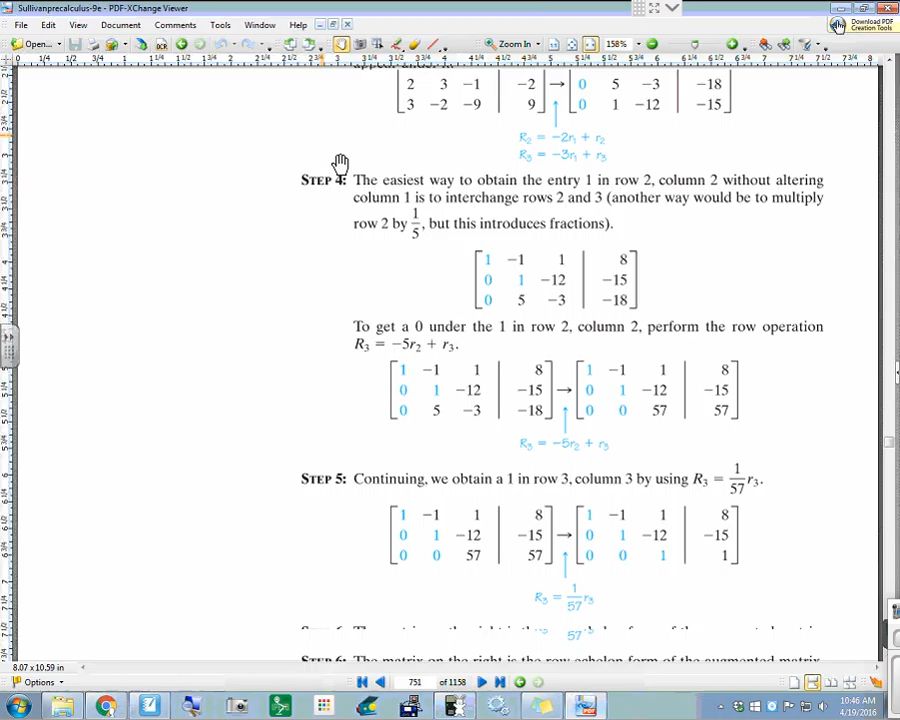 Sullivanprecalculus-9e - PDF-XChange Viewer
File Edit View Document Comments Tools Window Help
Download PDF Creation Tools
Open... OCR Zoom In 158%
2 3 −1 −2 → 0 5 −3 −18
3 −2 −9 9 0 1 −12 −15
R2 = −2r1 + r2
R3 = −3r1 + r3
STEP 4: The easiest way to obtain the entry 1 in row 2, column 2 without altering
column 1 is to interchange rows 2 and 3 (another way would be to multiply
row 2 by 1/5, but this introduces fractions).
1 −1 1 8
0 1 −12 −15
0 5 −3 −18
To get a 0 under the 1 in row 2, column 2, perform the row operation
R3 = −5r2 + r3.
1 −1 1 8 1 −1 1 8
0 1 −12 −15 → 0 1 −12 −15
0 5 −3 −18 0 0 57 57
R3 = −5r2 + r3
STEP 5: Continuing, we obtain a 1 in row 3, column 3 by using R3 = 1/57 r3.
1 −1 1 8 1 −1 1 8
0 1 −12 −15 → 0 1 −12 −15
0 0 57 57 0 0 1 1
R3 = 1/57 r3
57
STEP 6: The matrix on the right is the row echelon form of the augmented matrix
8.07 x 10.59 in
Options 751 of 1158
10:46 AM
4/19/2016